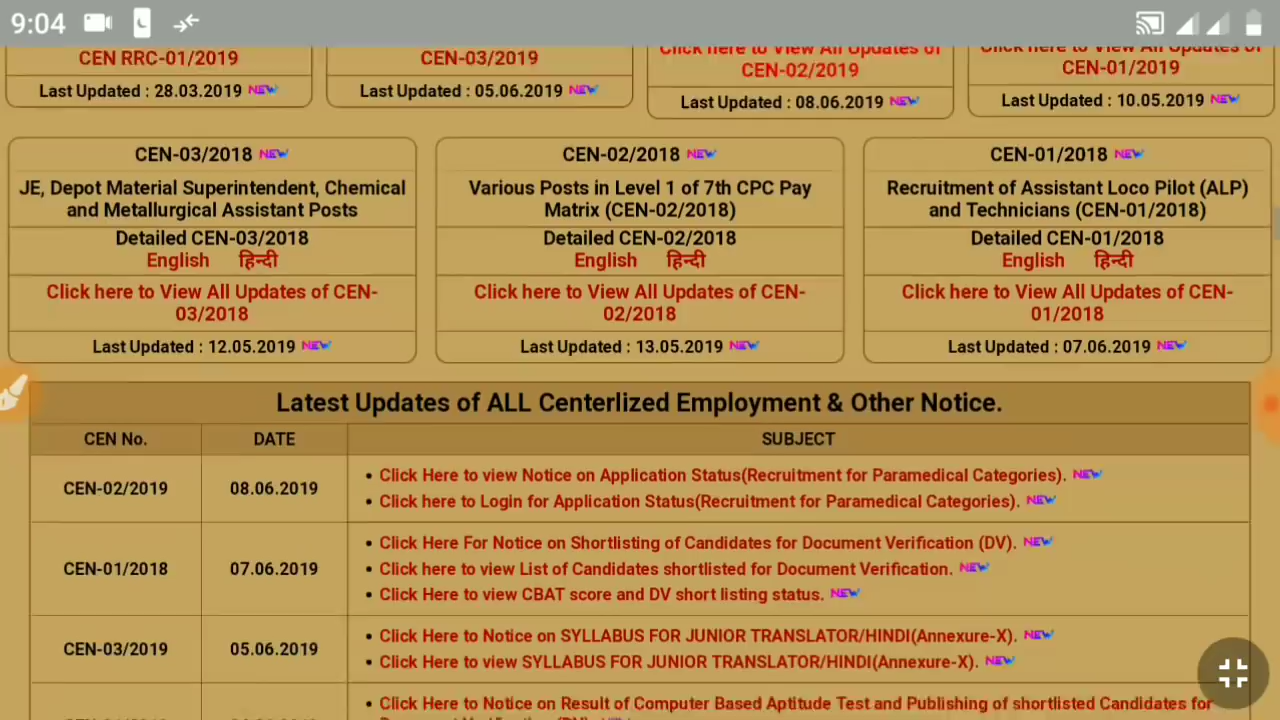 9:04
CEN RRC-01/2019
CEN-03/2019
Click here to View All Updates of
CEN-02/2019
Click here to View All Updates of
CEN-01/2019
Last Updated : 28.03.2019 NEW
Last Updated : 05.06.2019 NEW
Last Updated : 08.06.2019 NEW
Last Updated : 10.05.2019 NEW
CEN-03/2018 NEW
JE, Depot Material Superintendent, Chemical
and Metallurgical Assistant Posts
Detailed CEN-03/2018
English हिन्दी
Click here to View All Updates of CEN-
03/2018
Last Updated : 12.05.2019 NEW
CEN-02/2018 NEW
Various Posts in Level 1 of 7th CPC Pay
Matrix (CEN-02/2018)
Detailed CEN-02/2018
English हिन्दी
Click here to View All Updates of CEN-
02/2018
Last Updated : 13.05.2019 NEW
CEN-01/2018 NEW
Recruitment of Assistant Loco Pilot (ALP)
and Technicians (CEN-01/2018)
Detailed CEN-01/2018
English हिन्दी
Click here to View All Updates of CEN-
01/2018
Last Updated : 07.06.2019 NEW
Latest Updates of ALL Centerlized Employment & Other Notice.
CEN No. DATE SUBJECT
CEN-02/2019 08.06.2019
• Click Here to view Notice on Application Status(Recruitment for Paramedical Categories). NEW
• Click here to Login for Application Status(Recruitment for Paramedical Categories). NEW
CEN-01/2018 07.06.2019
• Click Here For Notice on Shortlisting of Candidates for Document Verification (DV). NEW
• Click here to view List of Candidates shortlisted for Document Verification. NEW
• Click Here to view CBAT score and DV short listing status. NEW
CEN-03/2019 05.06.2019
• Click Here to Notice on SYLLABUS FOR JUNIOR TRANSLATOR/HINDI(Annexure-X). NEW
• Click Here to view SYLLABUS FOR JUNIOR TRANSLATOR/HINDI(Annexure-X). NEW
• Click Here to Notice on Result of Computer Based Aptitude Test and Publishing of shortlisted Candidates for